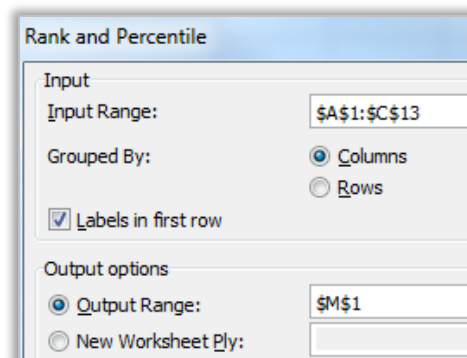 Rank and Percentile
Input
Input Range: $A$1:$C$13
Grouped By: Columns
Rows
Labels in first row
Output options
Output Range: $M$1
New Worksheet Ply: